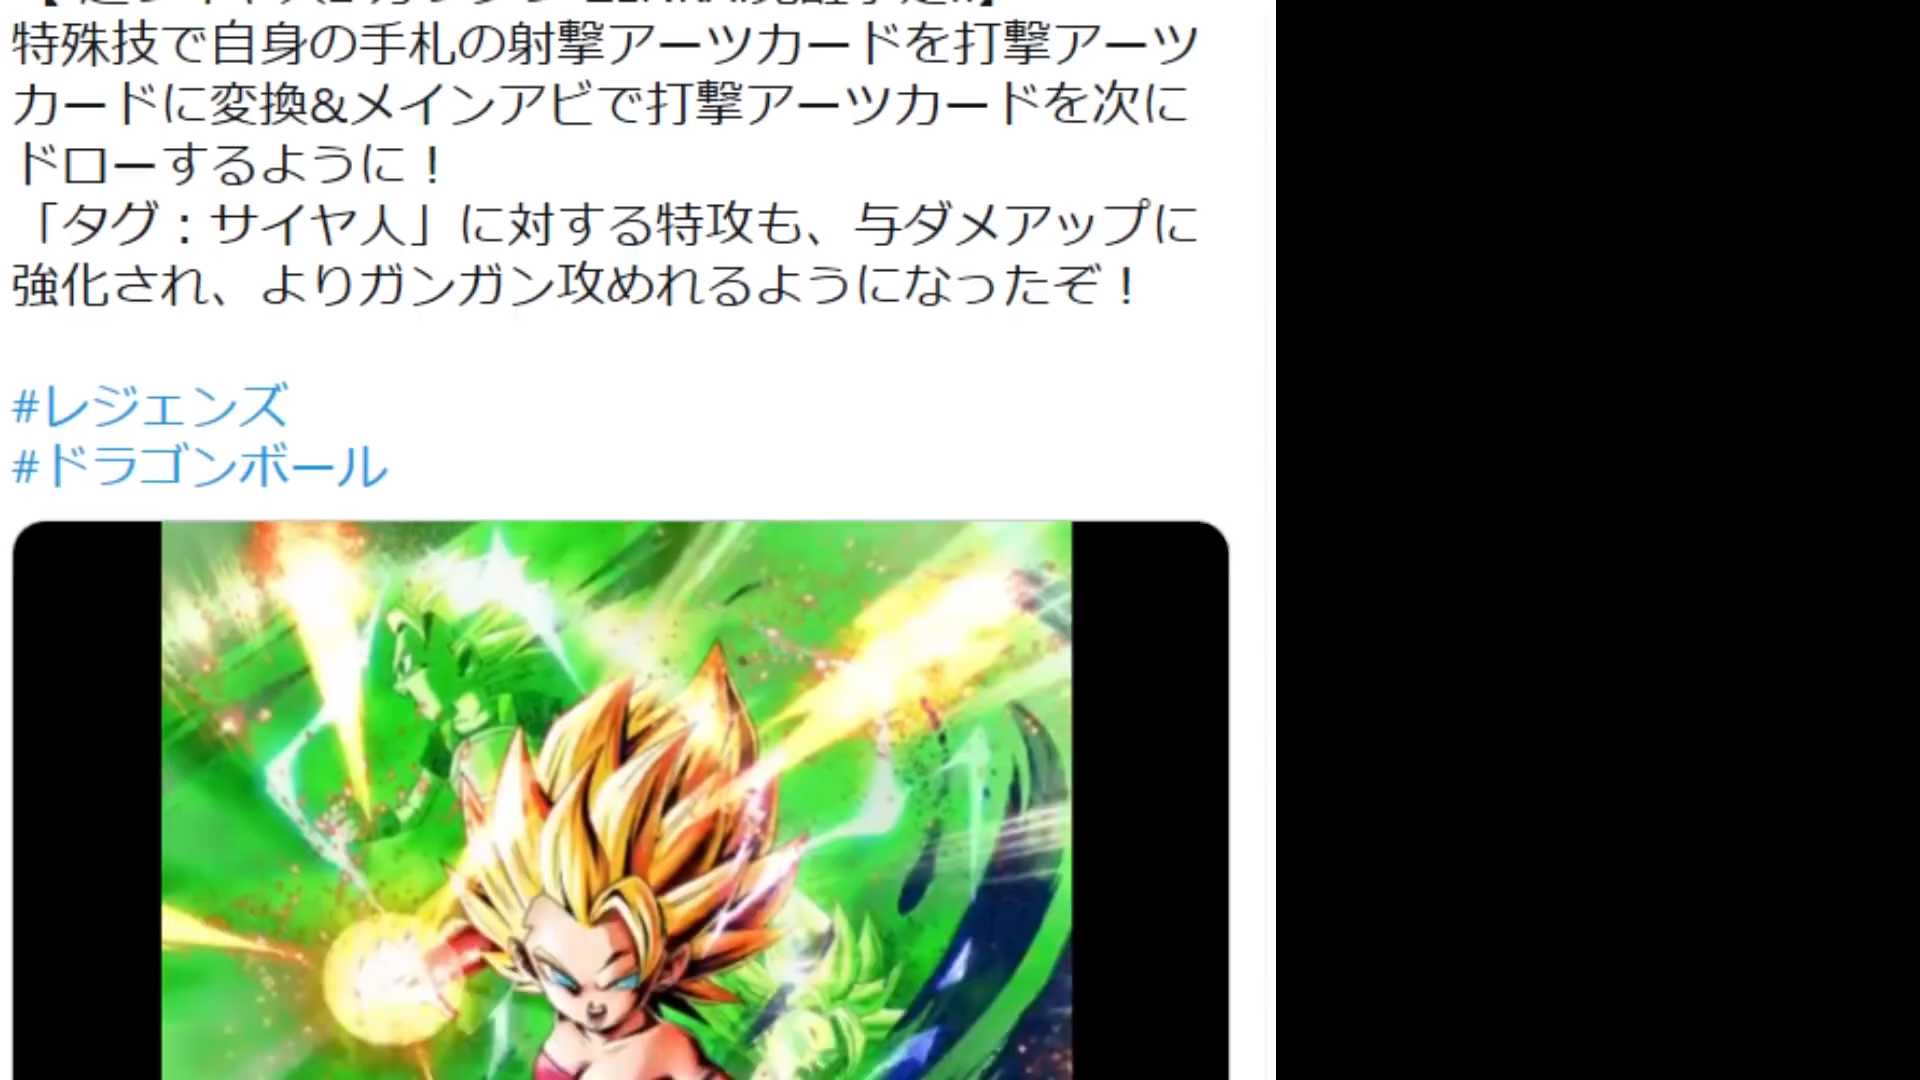 特殊技で自身の手札の射撃アーツカードを打撃アーツ
カードに変換&メインアビで打撃アーツカードを次に
ドローするように！
「タグ：サイヤ人」に対する特攻も、与ダメアップに
強化され、よりガンガン攻めれるようになったぞ！
#レジェンズ
#ドラゴンボール